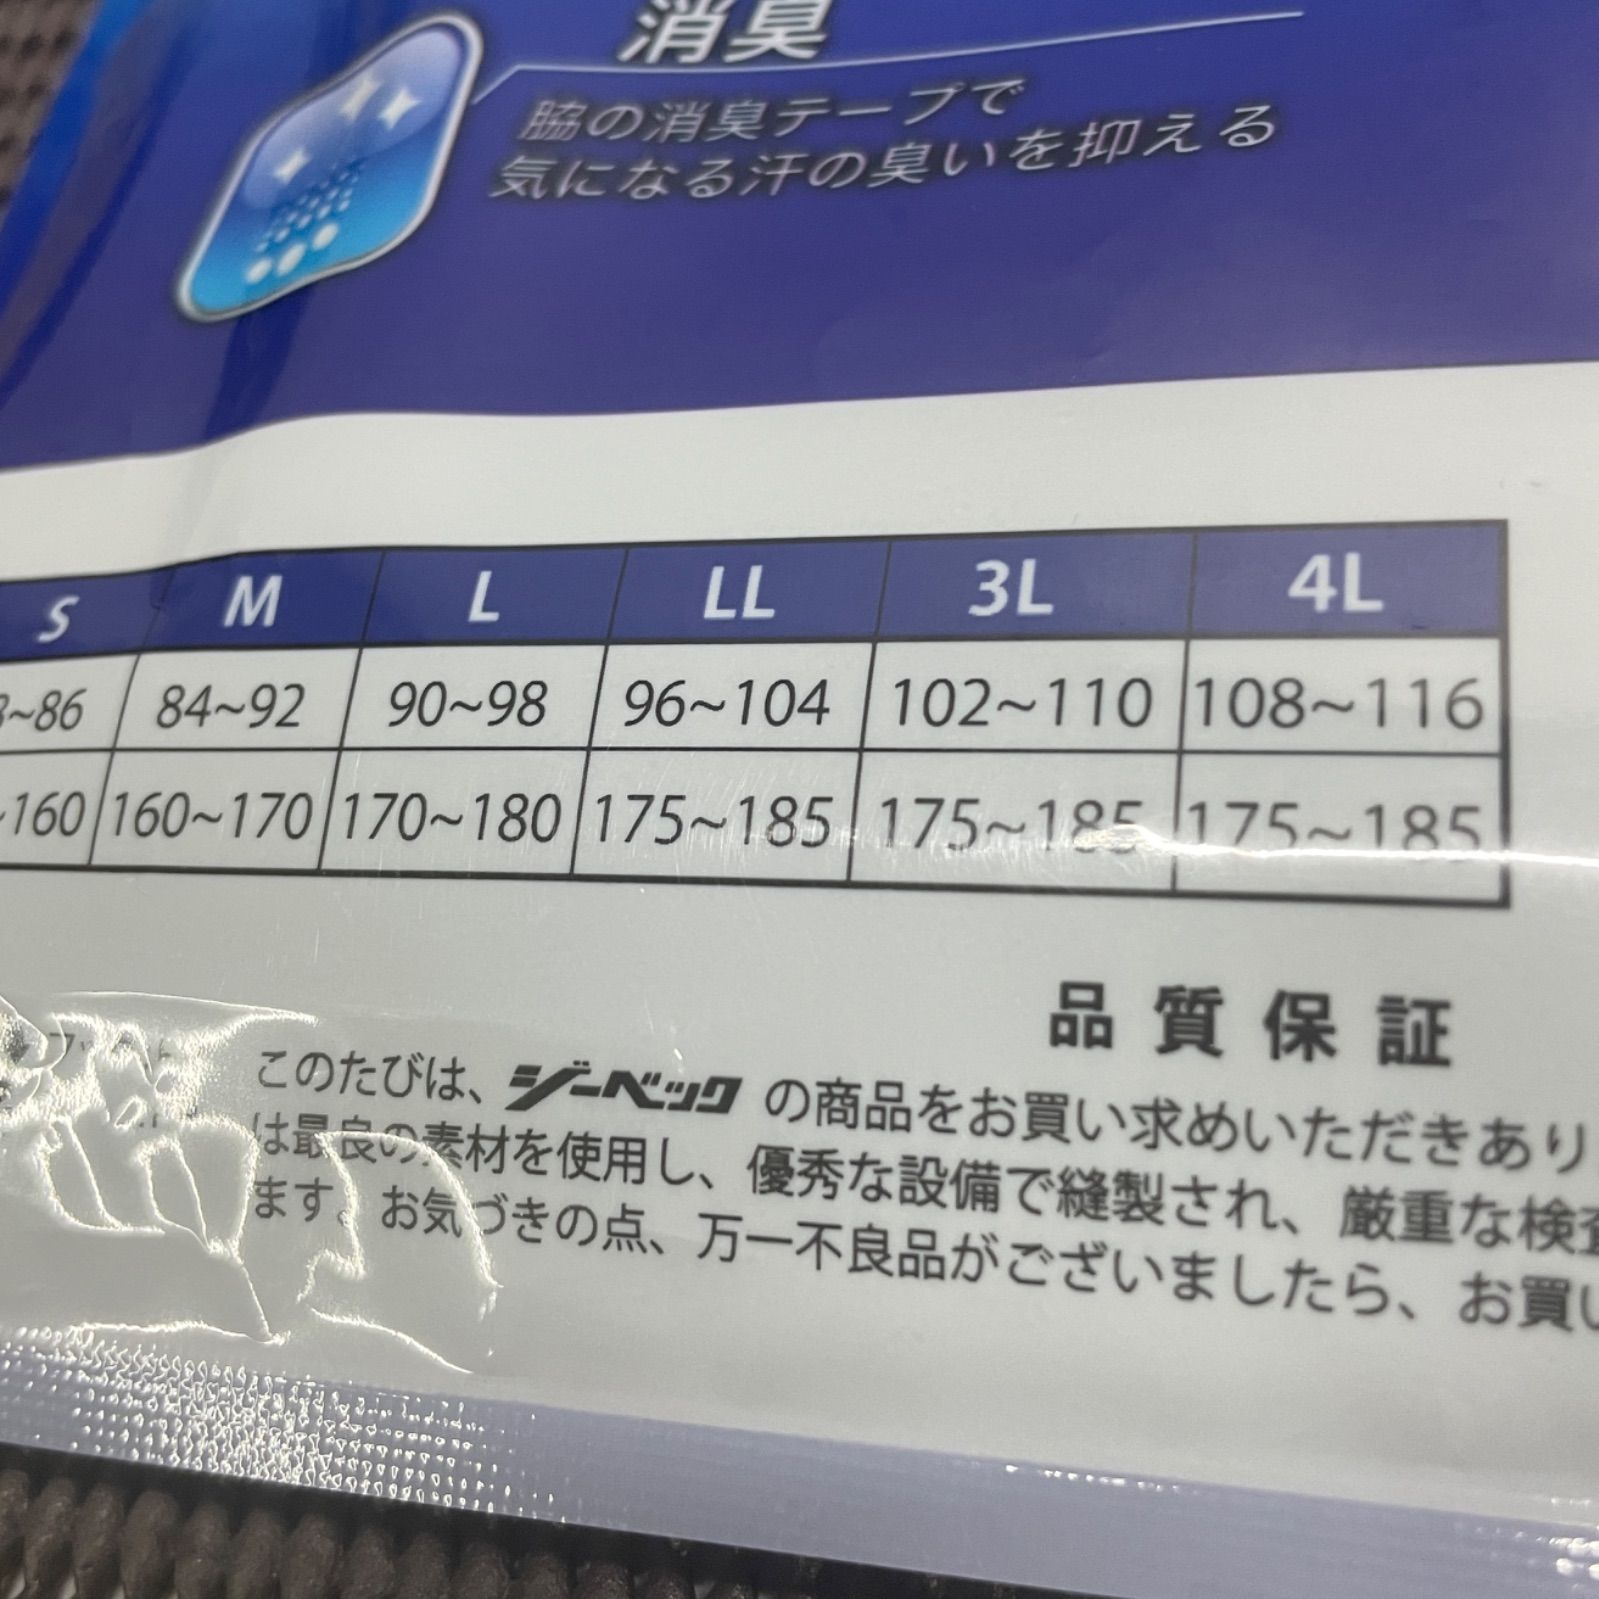 消臭
脇の消臭テープで
気になる汗の臭いを抑える
S M L LL 3L 4L
~86 84~92 90~98 96~104 102~110 108~116
160 160~170 170~180 175~185 175~185 175~185
品質保証
このたびは、ジーベックの商品をお買い求めいただきあり
は最良の素材を使用し、優秀な設備で縫製され、厳重な検査
ます。お気づきの点、万一不良品がございましたら、お買い